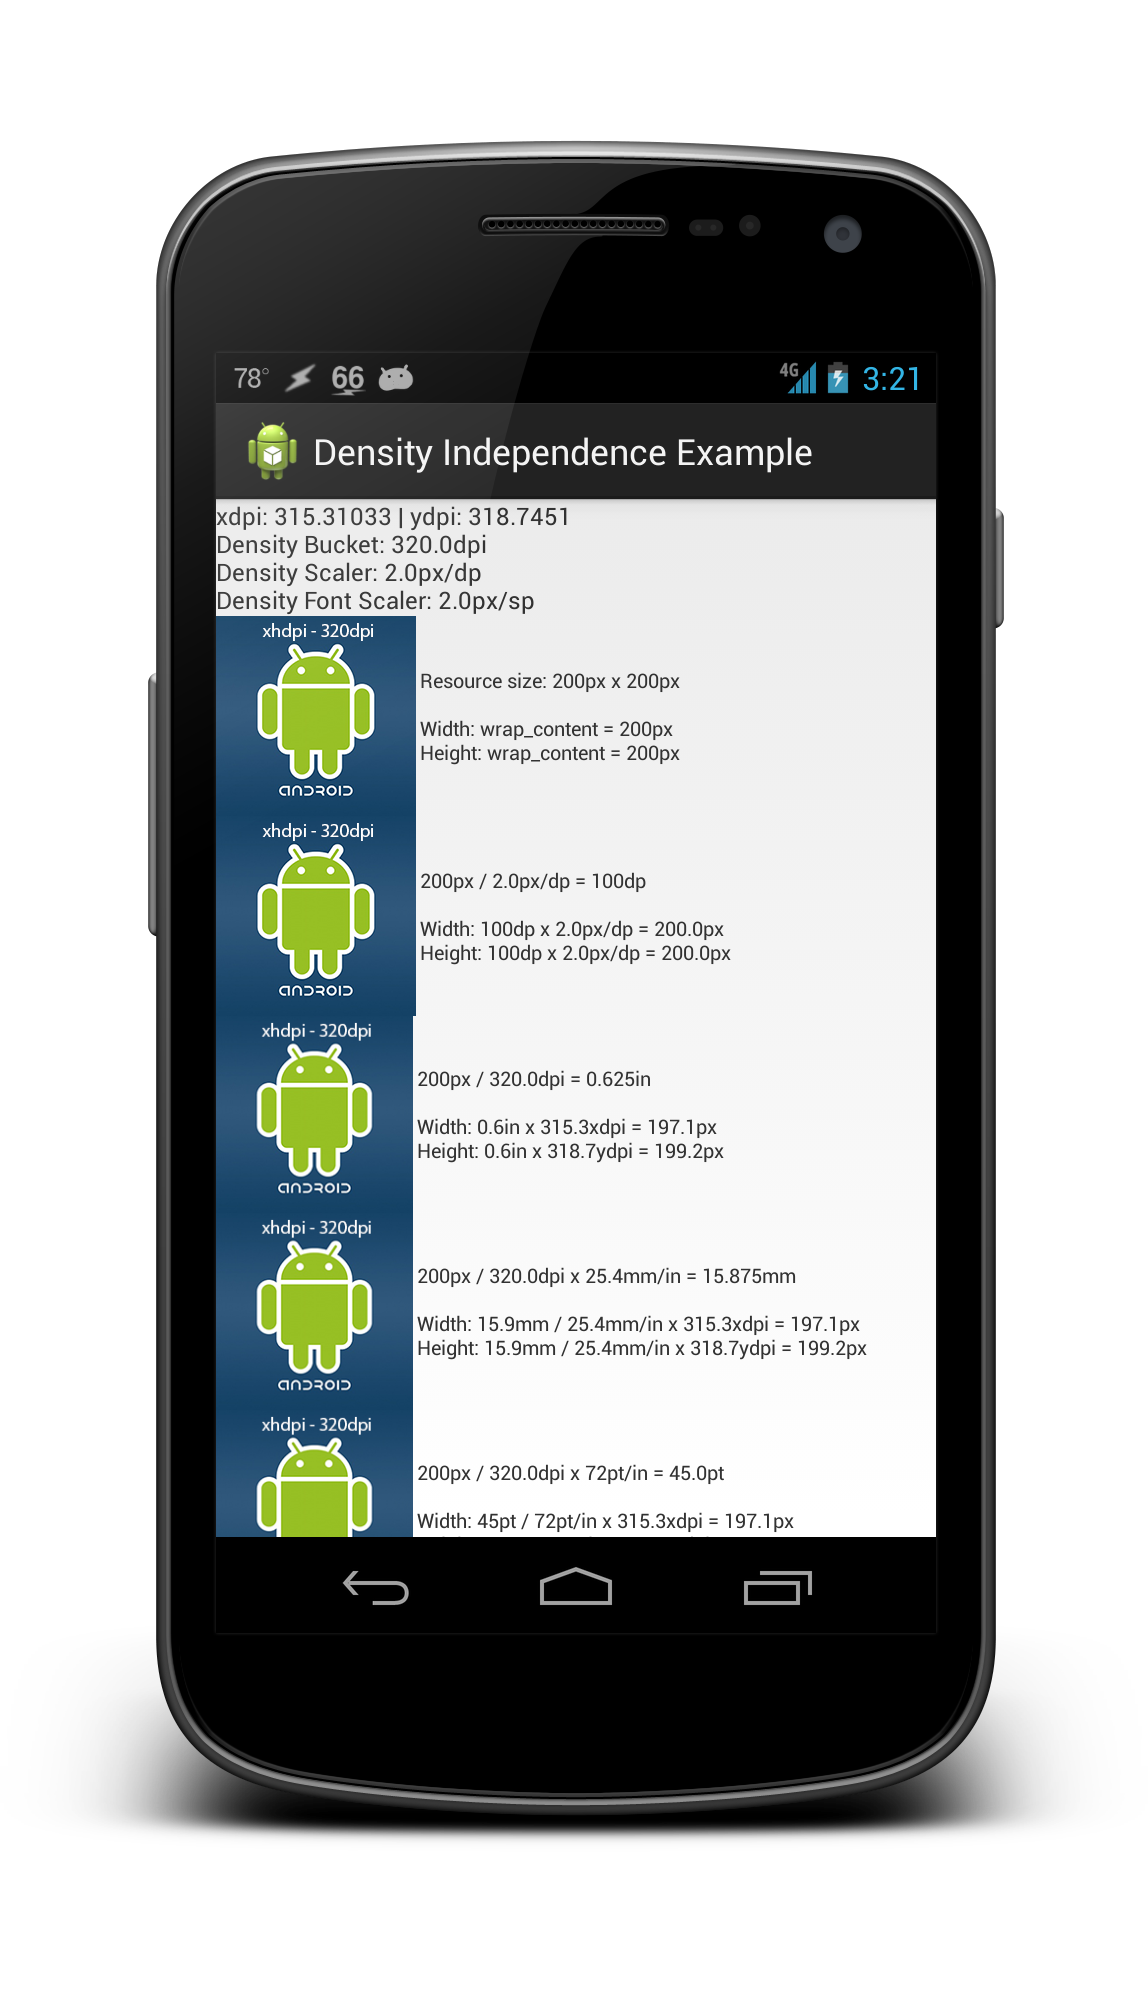 78° 66 4G 3:21
Density Independence Example
xdpi: 315.31033 | ydpi: 318.7451
Density Bucket: 320.0dpi
Density Scaler: 2.0px/dp
Density Font Scaler: 2.0px/sp
xhdpi - 320dpi
ANDROID
Resource size: 200px x 200px
Width: wrap_content = 200px
Height: wrap_content = 200px
xhdpi - 320dpi
ANDROID
200px / 2.0px/dp = 100dp
Width: 100dp x 2.0px/dp = 200.0px
Height: 100dp x 2.0px/dp = 200.0px
xhdpi - 320dpi
ANDROID
200px / 320.0dpi = 0.625in
Width: 0.6in x 315.3xdpi = 197.1px
Height: 0.6in x 318.7ydpi = 199.2px
xhdpi - 320dpi
ANDROID
200px / 320.0dpi x 25.4mm/in = 15.875mm
Width: 15.9mm / 25.4mm/in x 315.3xdpi = 197.1px
Height: 15.9mm / 25.4mm/in x 318.7ydpi = 199.2px
xhdpi - 320dpi
200px / 320.0dpi x 72pt/in = 45.0pt
Width: 45pt / 72pt/in x 315.3xdpi = 197.1px